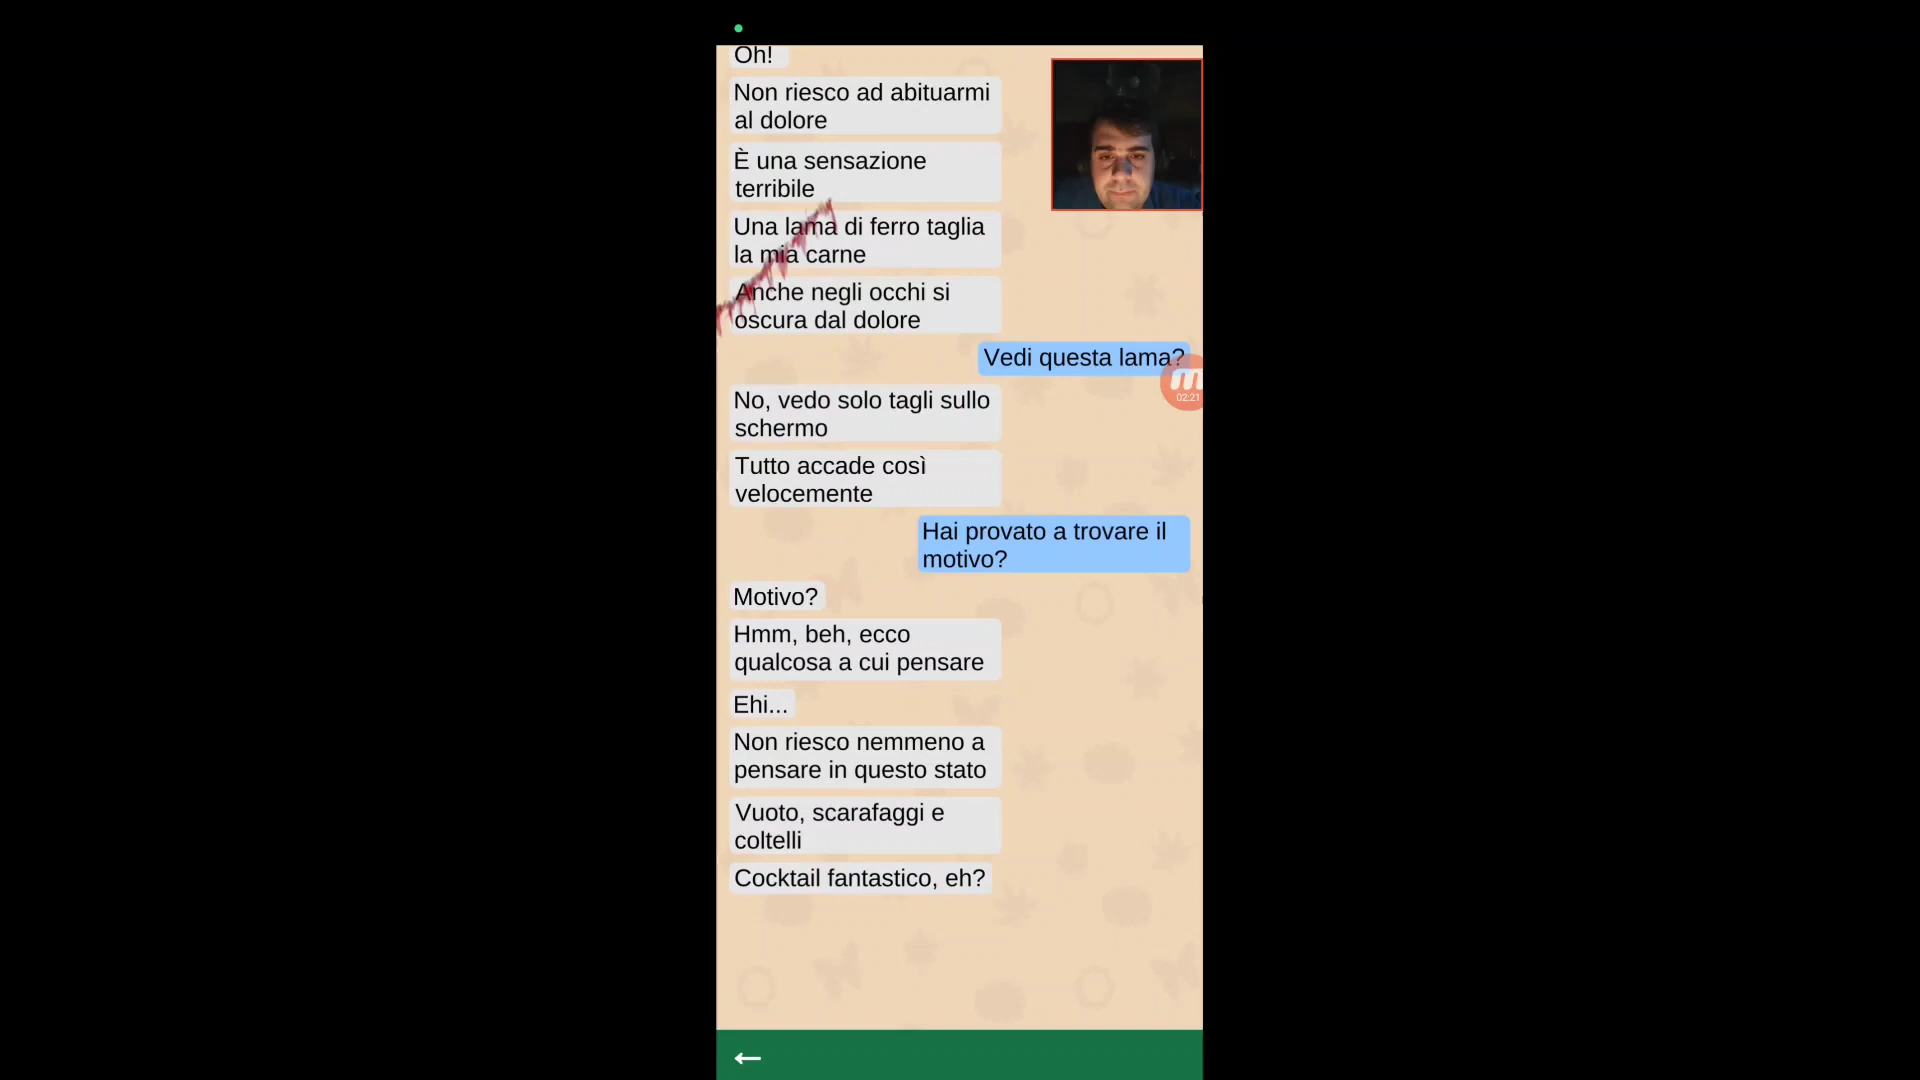 Oh!
Non riesco ad abituarmi
al dolore
È una sensazione
terribile
Una lama di ferro taglia
la mia carne
Anche negli occhi si
oscura dal dolore
Vedi questa lama?
02:21
No, vedo solo tagli sullo
schermo
Tutto accade così
velocemente
Hai provato a trovare il
motivo?
Motivo?
Hmm, beh, ecco
qualcosa a cui pensare
Ehi...
Non riesco nemmeno a
pensare in questo stato
Vuoto, scarafaggi e
coltelli
Cocktail fantastico, eh?